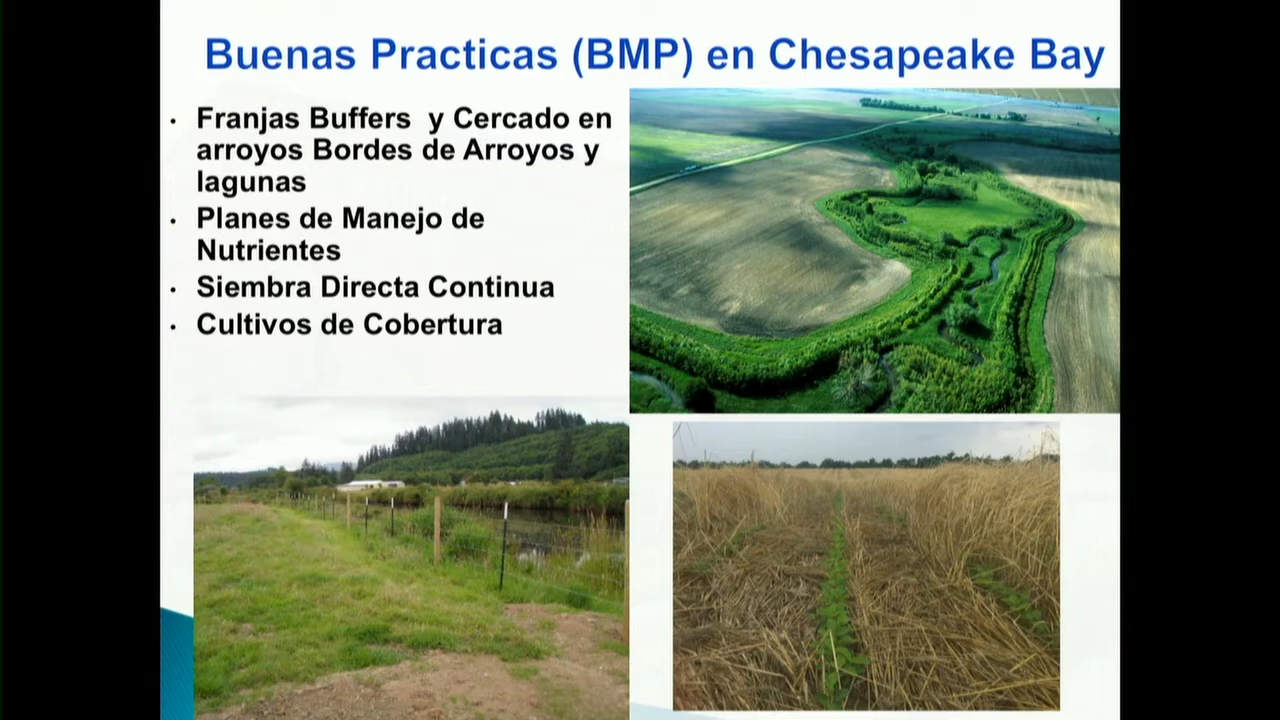 Buenas Practicas (BMP) en Chesapeake Bay
• Franjas Buffers y Cercado en
arroyos Bordes de Arroyos y
lagunas
• Planes de Manejo de
Nutrientes
• Siembra Directa Continua
• Cultivos de Cobertura